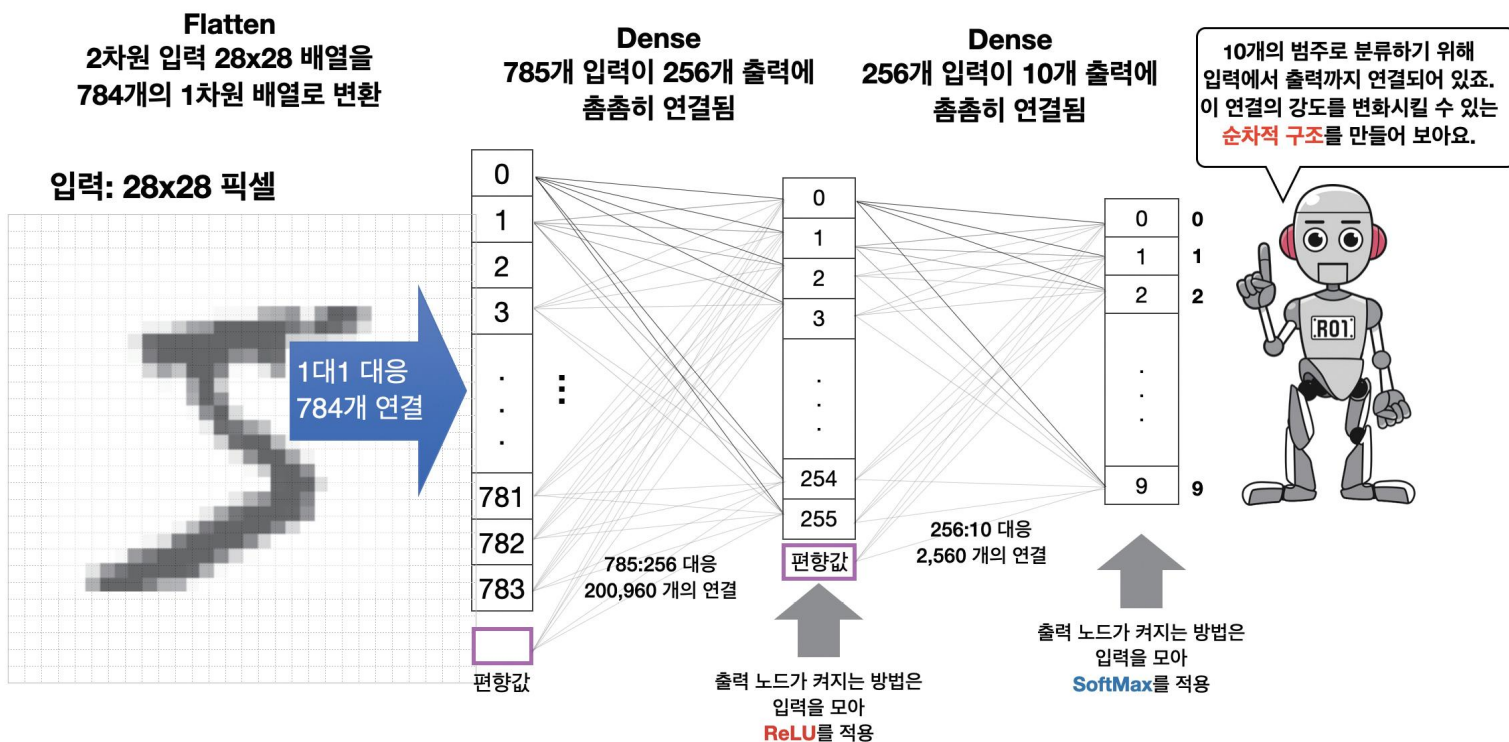 Flatten
2차원 입력 28x28 배열을
784개의 1차원 배열로 변환
입력: 28x28 픽셀
1대1 대응
784개 연결
0
1
2
3
.
.
.
781
782
783
편향값
...
Dense
785개 입력이 256개 출력에
촘촘히 연결됨
785:256 대응
200,960 개의 연결
0
1
2
3
.
.
.
254
255
편향값
출력 노드가 켜지는 방법은
입력을 모아
ReLU를 적용
Dense
256개 입력이 10개 출력에
촘촘히 연결됨
256:10 대응
2,560 개의 연결
0 0
1 1
2 2
.
.
.
9 9
출력 노드가 켜지는 방법은
입력을 모아
SoftMax를 적용
10개의 범주로 분류하기 위해
입력에서 출력까지 연결되어 있죠.
이 연결의 강도를 변화시킬 수 있는
순차적 구조를 만들어 보아요.
R01